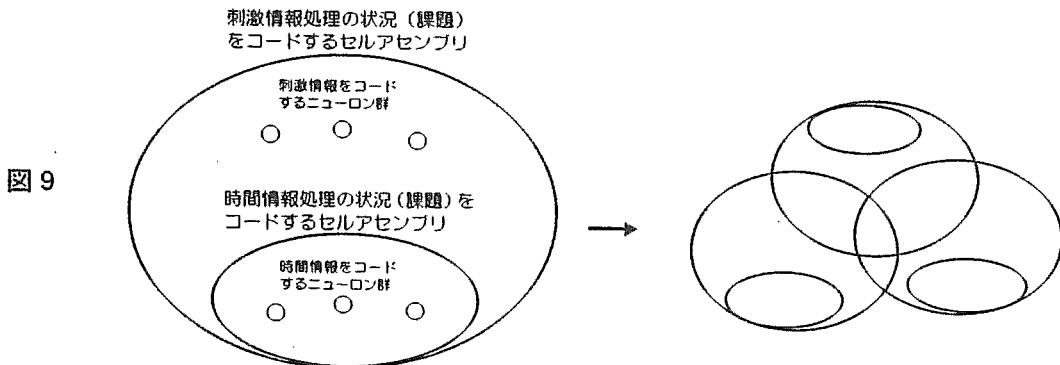 刺激情報処理の状況（課題）
をコードするセルアセンブリ
刺激情報をコード
するニューロン群
図9
時間情報処理の状況（課題）を
コードするセルアセンブリ
時間情報をコード
するニューロン群